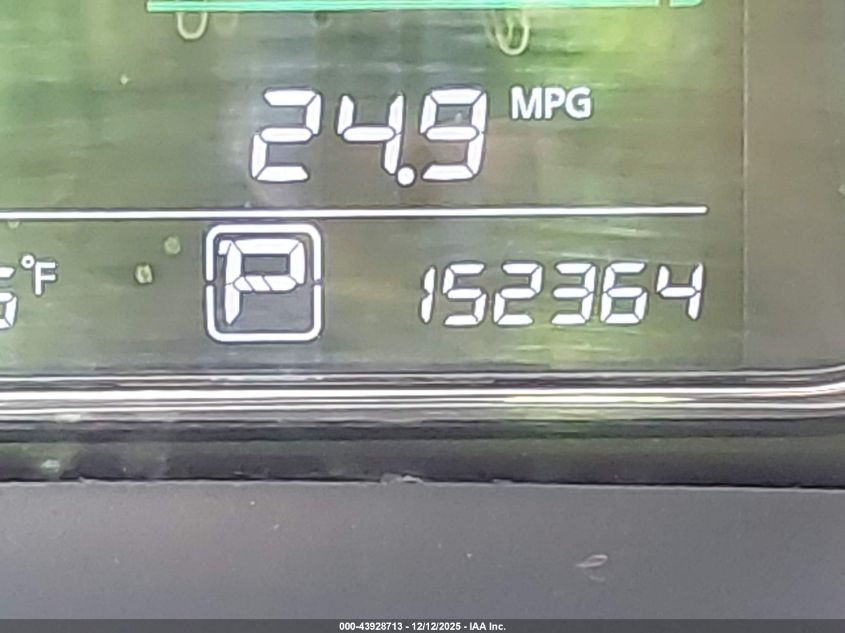 24.9 MPG
°F P 152364
000-43928713 - 12/12/2025 - IAA Inc.